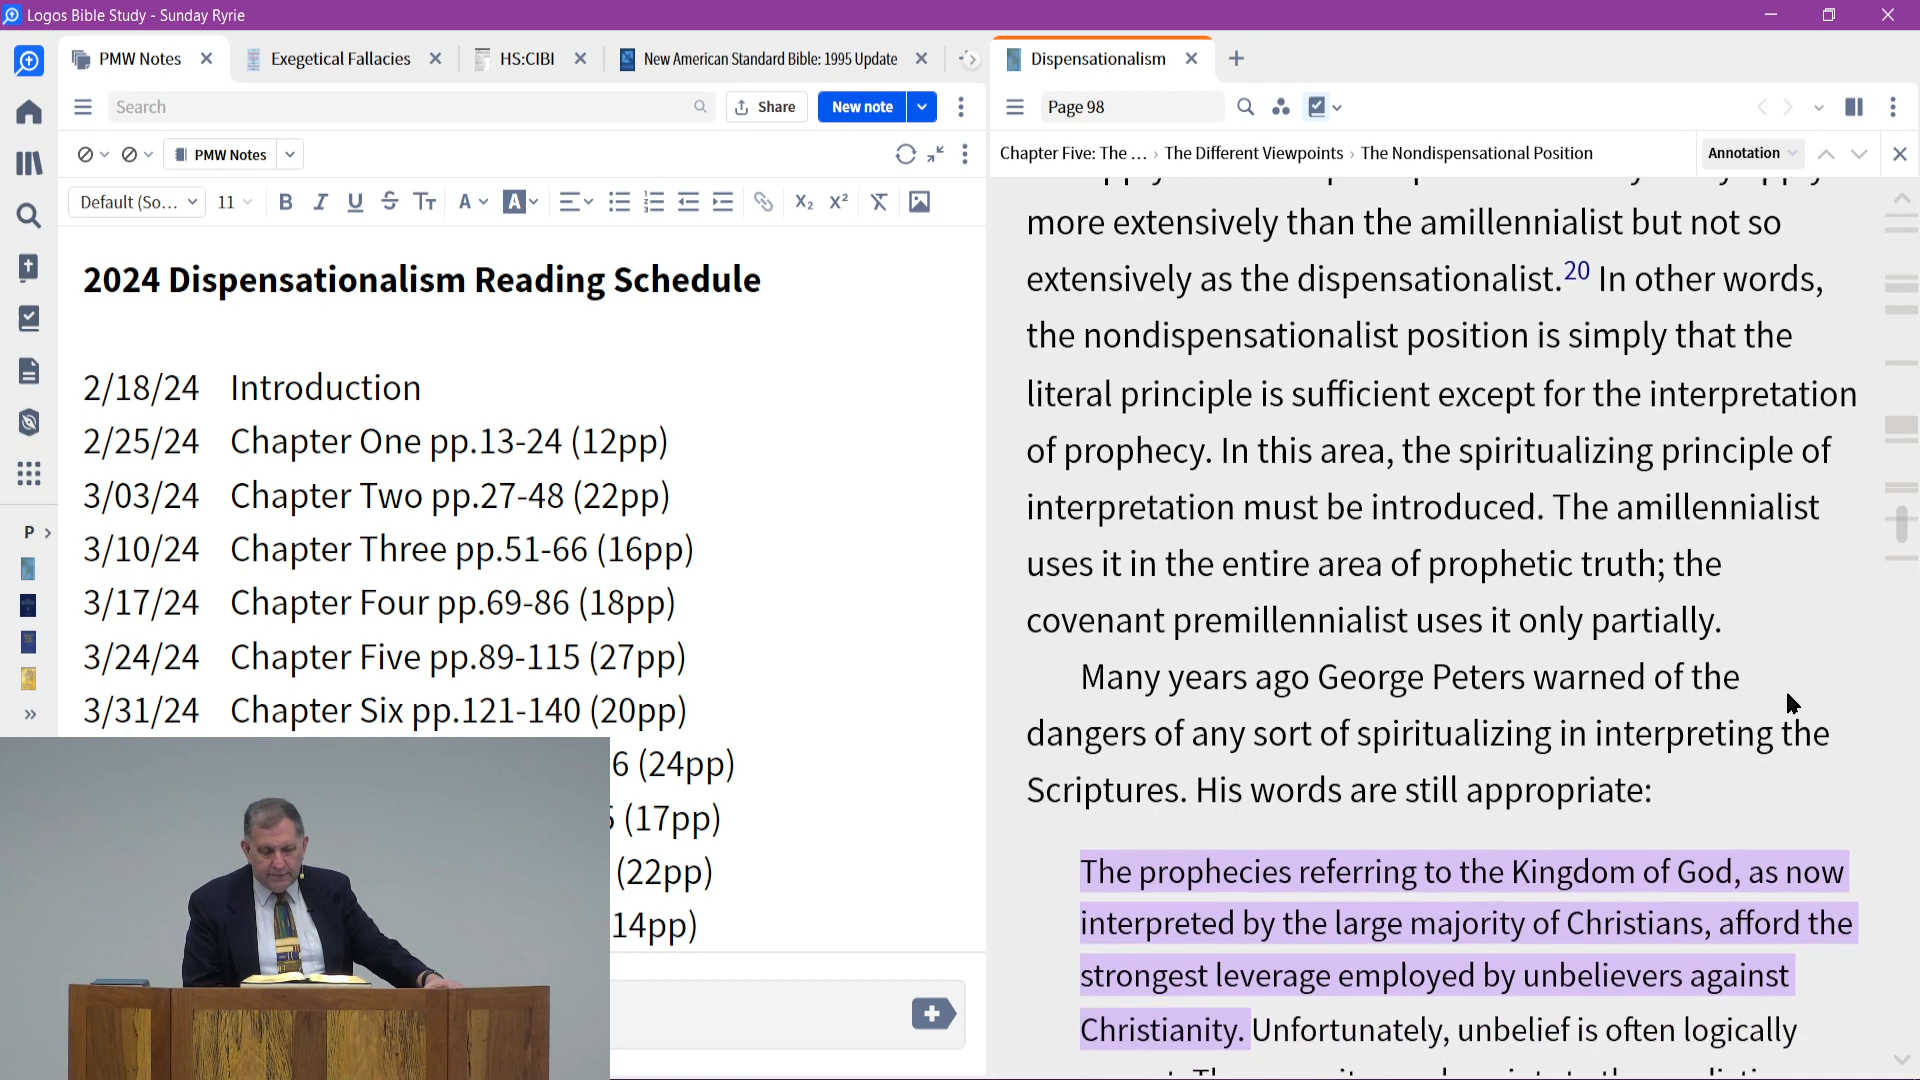 Logos Bible Study - Sunday Ryrie
PMW Notes
Exegetical Fallacies
HS:CIBI
New American Standard Bible: 1995 Update
Dispensationalism
Search
Share
New note
Page 98
PMW Notes
Chapter Five: The ... › The Different Viewpoints › The Nondispensational Position
Annotation
Default (So... 11
2024 Dispensationalism Reading Schedule
2/18/24 Introduction
2/25/24 Chapter One pp.13-24 (12pp)
3/03/24 Chapter Two pp.27-48 (22pp)
3/10/24 Chapter Three pp.51-66 (16pp)
3/17/24 Chapter Four pp.69-86 (18pp)
3/24/24 Chapter Five pp.89-115 (27pp)
3/31/24 Chapter Six pp.121-140 (20pp)
6 (24pp)
(17pp)
(22pp)
14pp)
P
more extensively than the amillennialist but not so
extensively as the dispensationalist.20 In other words,
the nondispensationalist position is simply that the
literal principle is sufficient except for the interpretation
of prophecy. In this area, the spiritualizing principle of
interpretation must be introduced. The amillennialist
uses it in the entire area of prophetic truth; the
covenant premillennialist uses it only partially.
Many years ago George Peters warned of the
dangers of any sort of spiritualizing in interpreting the
Scriptures. His words are still appropriate:
The prophecies referring to the Kingdom of God, as now
interpreted by the large majority of Christians, afford the
strongest leverage employed by unbelievers against
Christianity. Unfortunately, unbelief is often logically